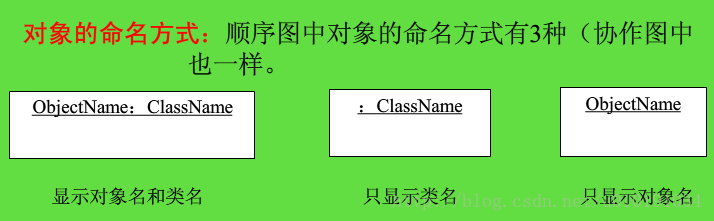 对象的命名方式：顺序图中对象的命名方式有3种（协作图中
也一样。
ObjectName：ClassName
：ClassName
ObjectName
显示对象名和类名
只显示类名
只显示对象名